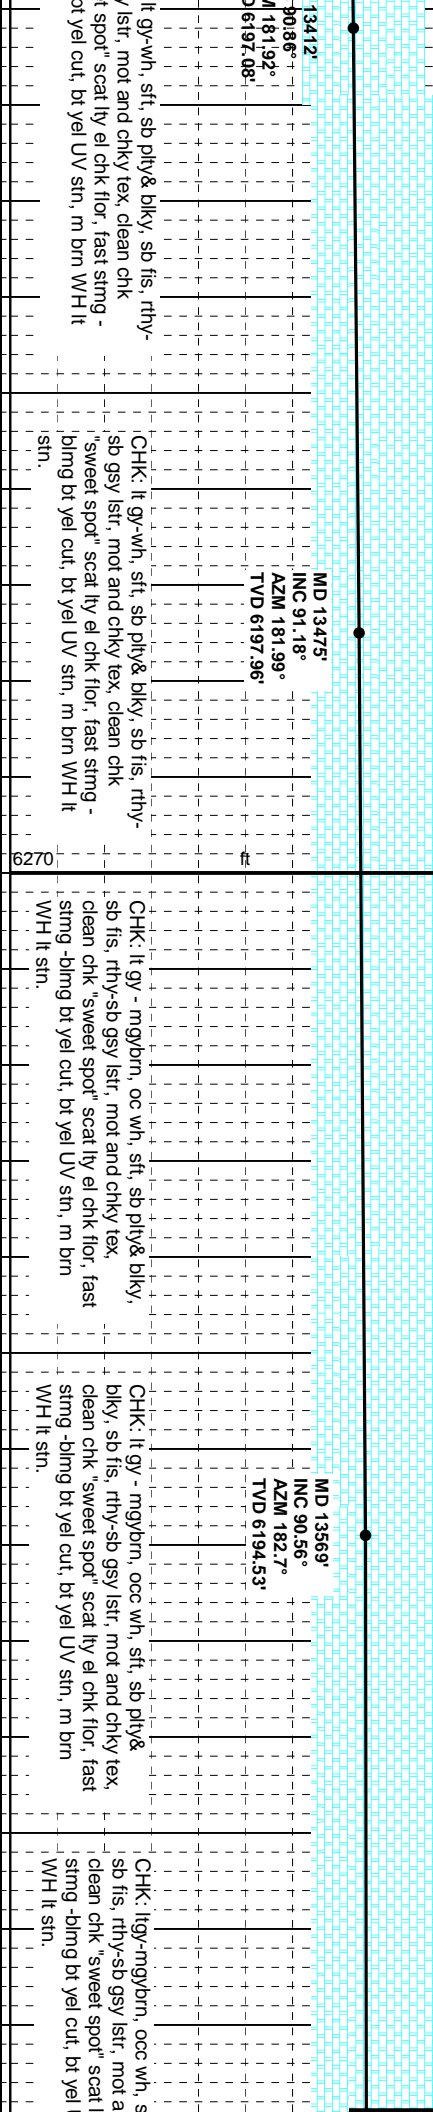 13412'
90.86°
M 181.92°
D 6197.08'
lt gy-wh, sft, sb plty& blky, sb fis, rthy-
y lstr, mot and chky tex, clean chk
t spot" scat lty el chk flor, fast stmg -
ot yel cut, bt yel UV stn, m brn WH lt
MD 13475'
INC 91.18°
AZM 181.99°
TVD 6197.96'
CHK: lt gy-wh, sft, sb plty& blky, sb fis, rthy-
sb gsy lstr, mot and chky tex, clean chk
"sweet spot" scat lty el chk flor, fast stmg -
blmg bt yel cut, bt yel UV stn, m brn WH lt
stn.
6270 ft
CHK: lt gy - mgybrn, oc wh, sft, sb plty& blky,
sb fis, rthy-sb gsy lstr, mot and chky tex,
clean chk "sweet spot" scat lty el chk flor, fast
stmg -blmg bt yel cut, bt yel UV stn, m brn
WH lt stn.
MD 13569'
INC 90.56°
AZM 182.7°
TVD 6194.53'
CHK: lt gy - mgybrn, occ wh, sft, sb plty&
blky, sb fis, rthy-sb gsy lstr, mot and chky tex,
clean chk "sweet spot" scat lty el chk flor, fast
stmg -blmg bt yel cut, bt yel UV stn, m brn
WH lt stn.
CHK: ltgy-mgybrn, occ wh, s
sb fis, rthy-sb gsy lstr, mot a
clean chk "sweet spot" scat l
stmg -blmg bt yel cut, bt yel
WH lt stn.